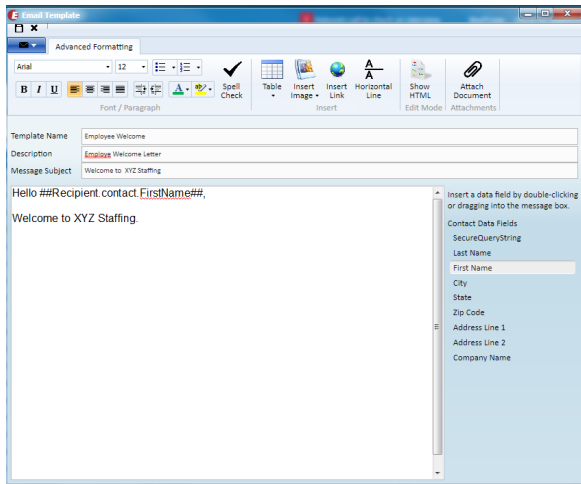 Email Template
Advanced Formatting
Arial
12
B I U
Spell Check
Table
Insert Image
Insert Link
Horizontal Line
Show HTML
Attach Document
Font / Paragraph
Insert
Edit Mode
Attachments
Template Name Employee Welcome
Description Employe Welcome Letter
Message Subject Welcome to XYZ Staffing
Hello ##Recipient.contact.FirstName##,
Welcome to XYZ Staffing.
Insert a data field by double-clicking
or dragging into the message box.
Contact Data Fields
SecureQueryString
Last Name
First Name
City
State
Zip Code
Address Line 1
Address Line 2
Company Name